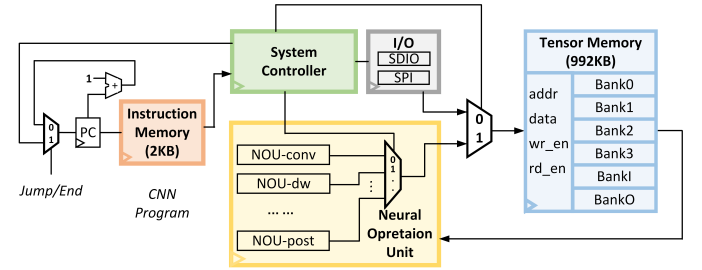 System
Controller
I/O
SDIO
SPI
Tensor Memory
(992KB)
addr
data
wr_en
rd_en
Bank0
Bank1
Bank2
Bank3
BankI
BankO
0
1
1
+
0
1
PC
Instruction
Memory
(2KB)
Jump/End
CNN
Program
NOU-conv
NOU-dw
... ...
NOU-post
0
1
Neural
Opretaion
Unit